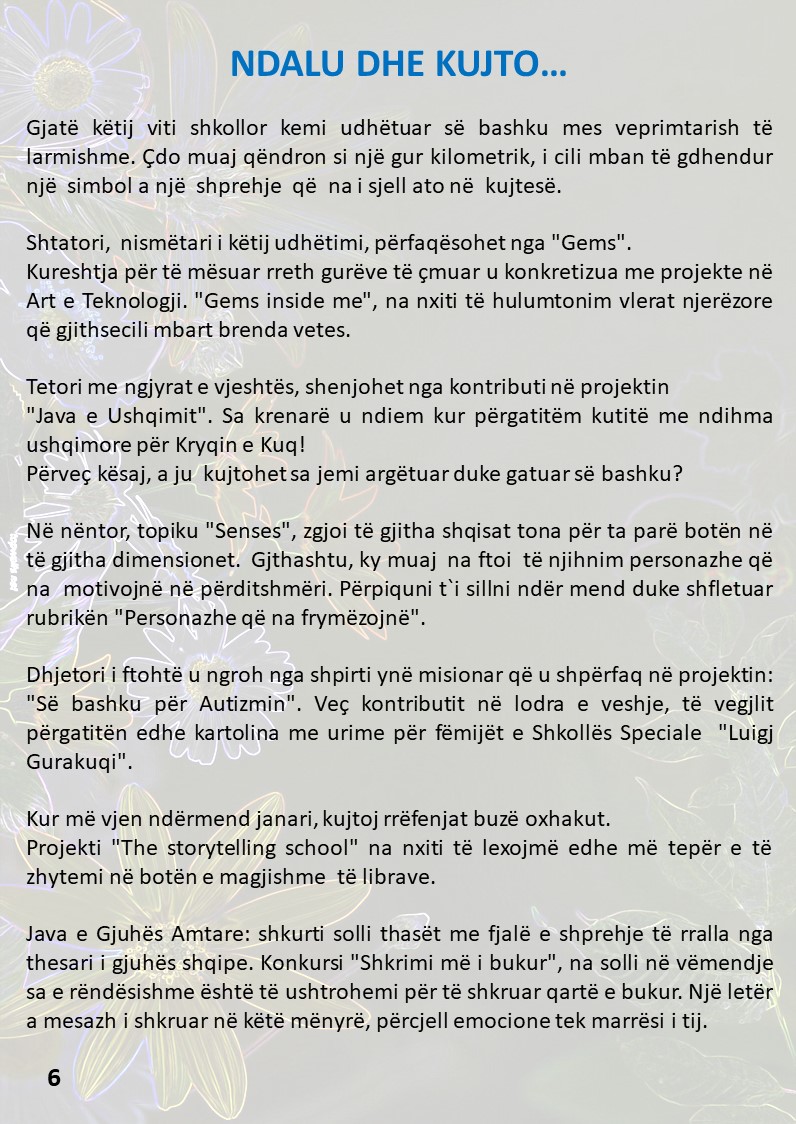 NDALU DHE KUJTO...
Gjatë këtij viti shkollor kemi udhëtuar së bashku mes veprimtarish të
larmishme. Çdo muaj qëndron si një gur kilometrik, i cili mban të gdhendur
një simbol a një shprehje që na i sjell ato në kujtesë.
Shtatori, nismëtari i këtij udhëtimi, përfaqësohet nga "Gems".
Kureshtja për të mësuar rreth gurëve të çmuar u konkretizua me projekte në
Art e Teknologji. "Gems inside me", na nxiti të hulumtonim vlerat njerëzore
që gjithsecili mbart brenda vetes.
Tetori me ngjyrat e vjeshtës, shenjohet nga kontributi në projektin
"Java e Ushqimit". Sa krenarë u ndiem kur përgatitëm kutitë me ndihma
ushqimore për Kryqin e Kuq!
Përveç kësaj, a ju kujtohet sa jemi argëtuar duke gatuar së bashku?
Në nëntor, topiku "Senses", zgjoi të gjitha shqisat tona për ta parë botën në
të gjitha dimensionet. Gjthashtu, ky muaj na ftoi të njihnim personazhe që
na motivojnë në përditshmëri. Përpiquni t`i sillni ndër mend duke shfletuar
rubrikën "Personazhe që na frymëzojnë".
Dhjetori i ftohtë u ngroh nga shpirti ynë misionar që u shpërfaq në projektin:
"Së bashku për Autizmin". Veç kontributit në lodra e veshje, të vegjlit
përgatitën edhe kartolina me urime për fëmijët e Shkollës Speciale "Luigj
Gurakuqi".
Kur më vjen ndërmend janari, kujtoj rrëfenjat buzë oxhakut.
Projekti "The storytelling school" na nxiti të lexojmë edhe më tepër e të
zhytemi në botën e magjishme të librave.
Java e Gjuhës Amtare: shkurti solli thasët me fjalë e shprehje të rralla nga
thesari i gjuhës shqipe. Konkursi "Shkrimi më i bukur", na solli në vëmendje
sa e rëndësishme është të ushtrohemi për të shkruar qartë e bukur. Një letër
a mesazh i shkruar në këtë mënyrë, përcjell emocione tek marrësi i tij.
6